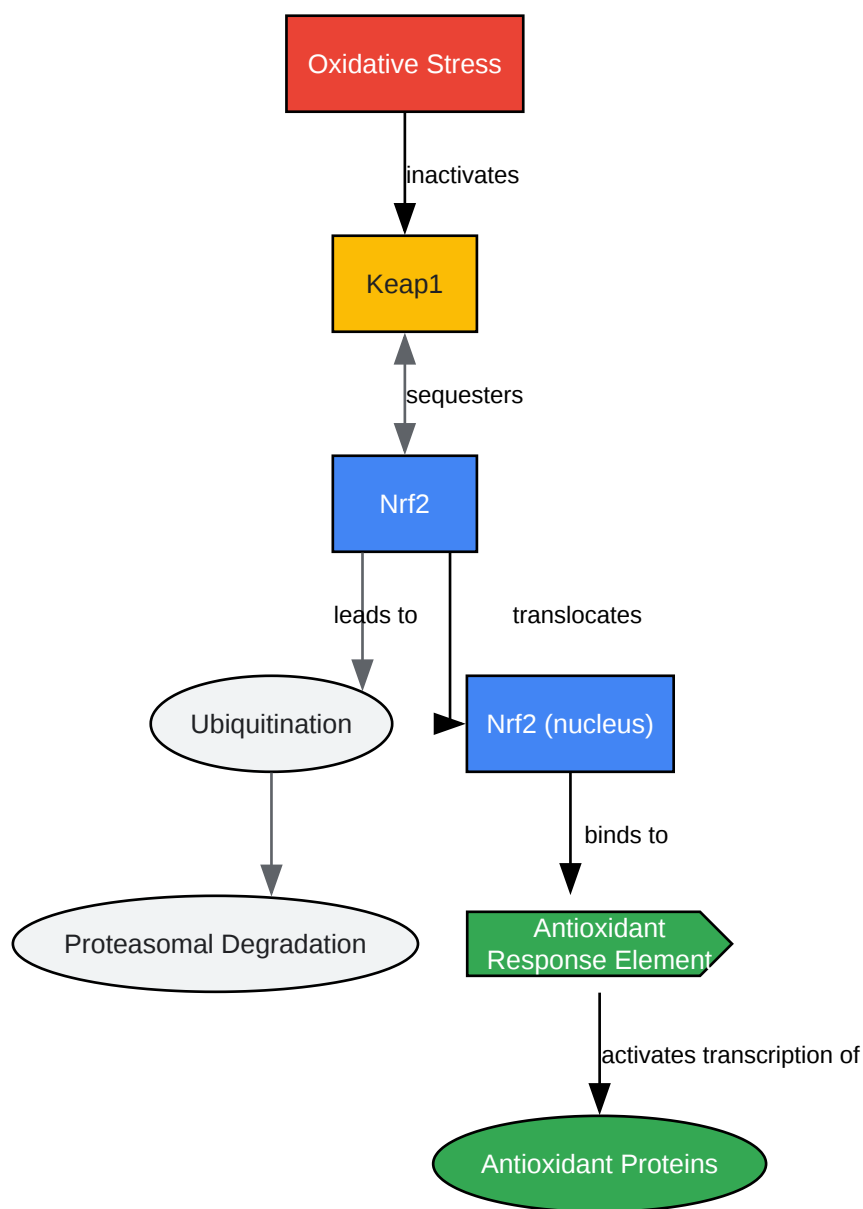 Oxidative Stress
inactivates
Keap1
sequesters
Nrf2
leads to
translocates
Ubiquitination
Nrf2 (nucleus)
binds to
Proteasomal Degradation
Antioxidant
Response Element
activates transcription of
Antioxidant Proteins